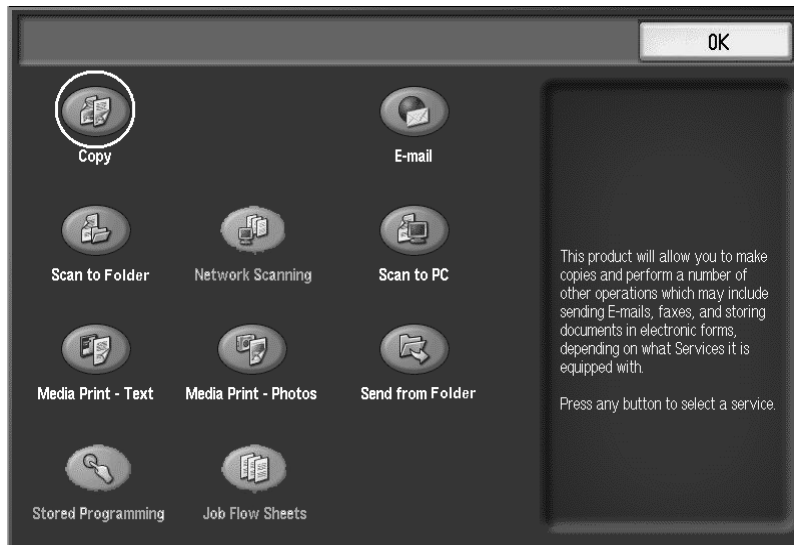 OK
Copy
E-mail
Scan to Folder
Network Scanning
Scan to PC
Media Print - Text
Media Print - Photos
Send from Folder
Stored Programming
Job Flow Sheets
This product will allow you to make
copies and perform a number of
other operations which may include
sending E-mails, faxes, and storing
documents in electronic forms,
depending on what Services it is
equipped with.
Press any button to select a service.